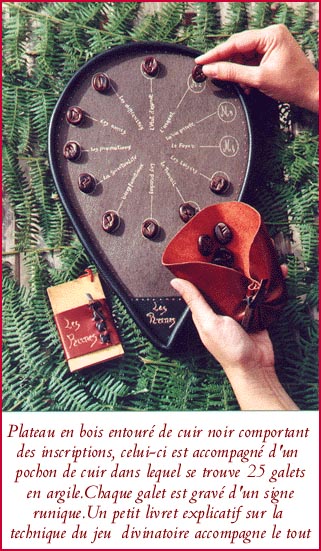 Les
Runes
Les
Runes
Plateau en bois entouré de cuir noir comportant
des inscriptions, celui-ci est accompagné d'un
pochon de cuir dans lequel se trouve 25 galets
en argile.Chaque galet est gravé d'un signe
runique.Un petit livret explicatif sur la
technique du jeu divinatoire accompagne le tout